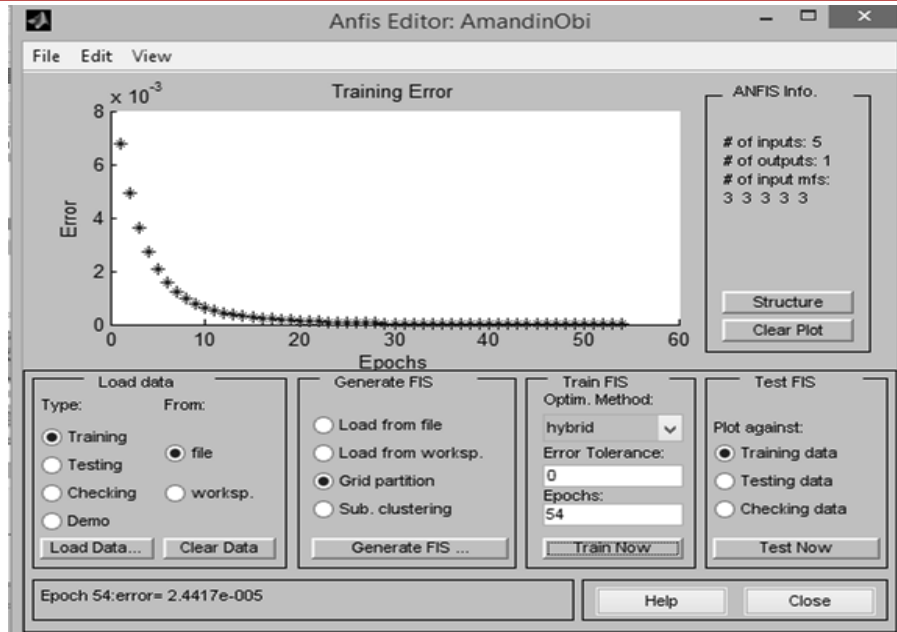 Anfis Editor: AmandinObi
File Edit View
x 10^-3
Training Error
8
6
4
2
0
Error
0 10 20 30 40 50 60
Epochs
ANFIS Info.
# of inputs: 5
# of outputs: 1
# of input mfs:
3 3 3 3 3
Structure
Clear Plot
Load data
Type: From:
Training
Testing
Checking
Demo
file
worksp.
Load Data...
Clear Data
Generate FIS
Load from file
Load from worksp.
Grid partition
Sub. clustering
Generate FIS ...
Train FIS
Optim. Method:
hybrid
Error Tolerance:
0
Epochs:
54
Train Now
Test FIS
Plot against:
Training data
Testing data
Checking data
Test Now
Epoch 54:error= 2.4417e-005
Help
Close